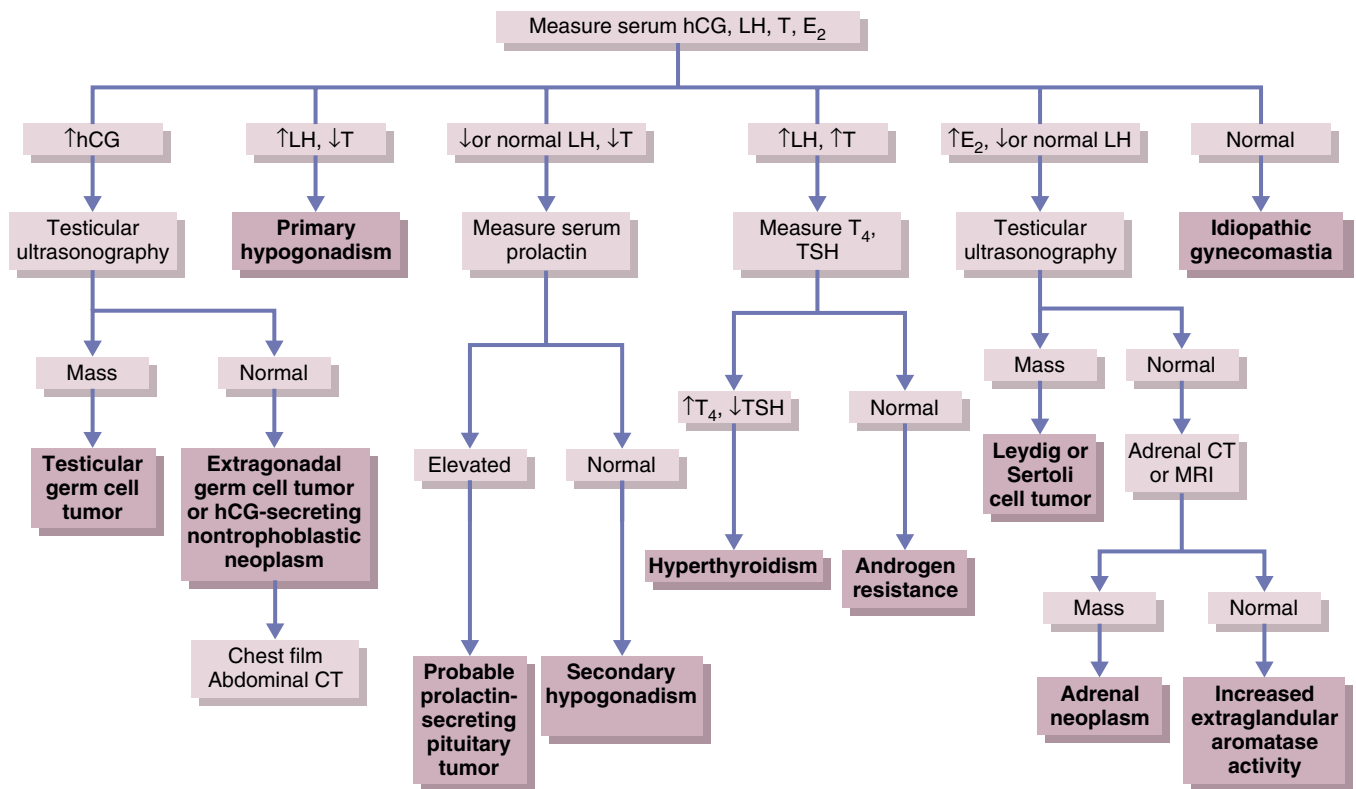 Measure serum hCG, LH, T, E₂
↑hCG
↑LH, ↓T
↓or normal LH, ↓T
↑LH, ↑T
↑E₂, ↓or normal LH
Normal
Testicular
ultrasonography
Primary
hypogonadism
Measure serum
prolactin
Measure T₄,
TSH
Testicular
ultrasonography
Idiopathic
gynecomastia
Mass
Normal
Mass
Normal
↑T₄, ↓TSH
Normal
Testicular
germ cell
tumor
Extragonadal
germ cell tumor
or hCG-secreting
nontrophoblastic
neoplasm
Elevated
Normal
Leydig or
Sertoli
cell tumor
Adrenal CT
or MRI
Hyperthyroidism
Androgen
resistance
Mass
Normal
Chest film
Abdominal CT
Probable
prolactin-
secreting
pituitary
tumor
Secondary
hypogonadism
Adrenal
neoplasm
Increased
extraglandular
aromatase
activity